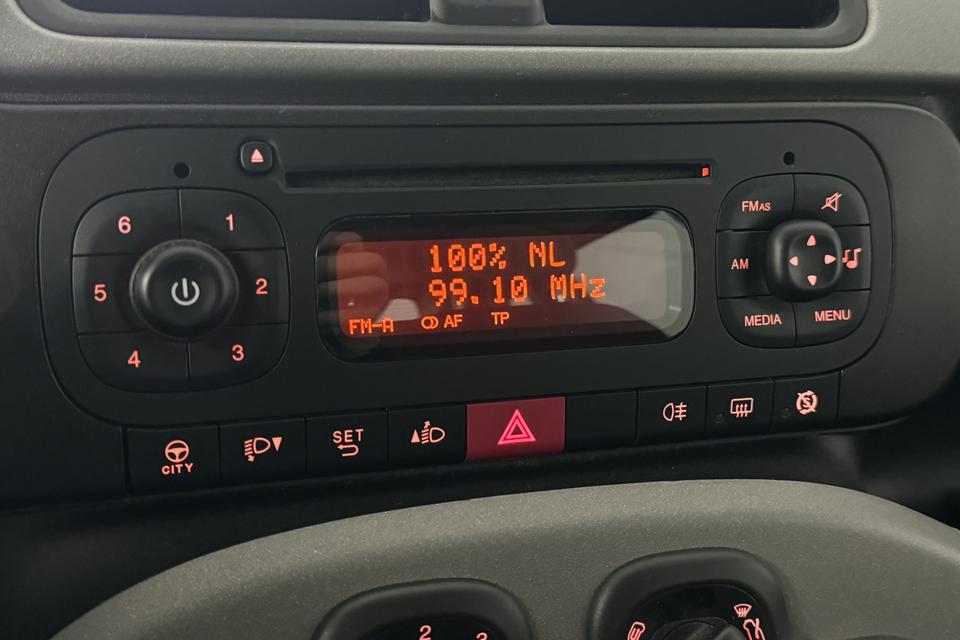 6 1
5 2
4 3
100% NL
99.10 MHz
FM-A AF TP
FMAS
AM
MEDIA MENU
CITY
SET
2 3